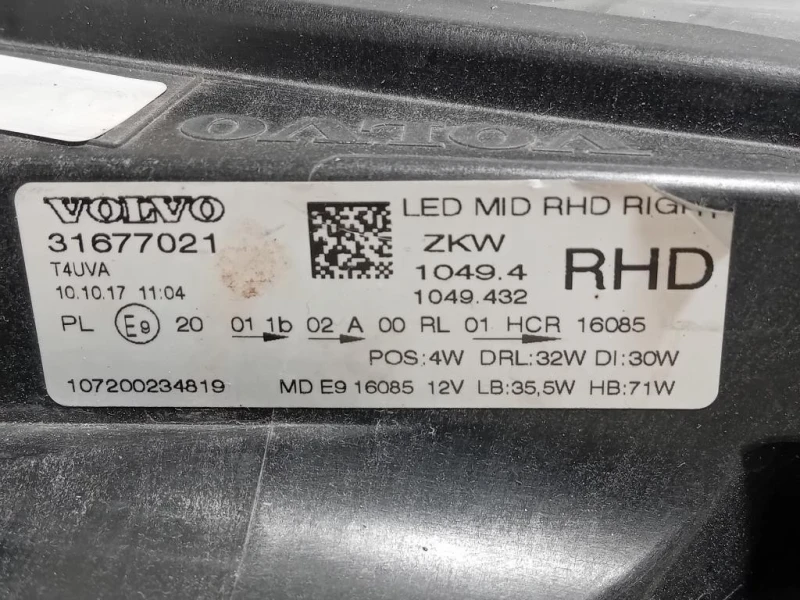 VOLVO
VOLVO
31677021
T4UVA
10.10.17 11:04
LED MID RHD RIGHT
ZKW
1049.4
1049.432
RHD
PL E9 20 01 1b 02 A 00 RL 01 HCR 16085
POS:4W DRL:32W DI:30W
107200234819 MD E9 16085 12V LB:35,5W HB:71W